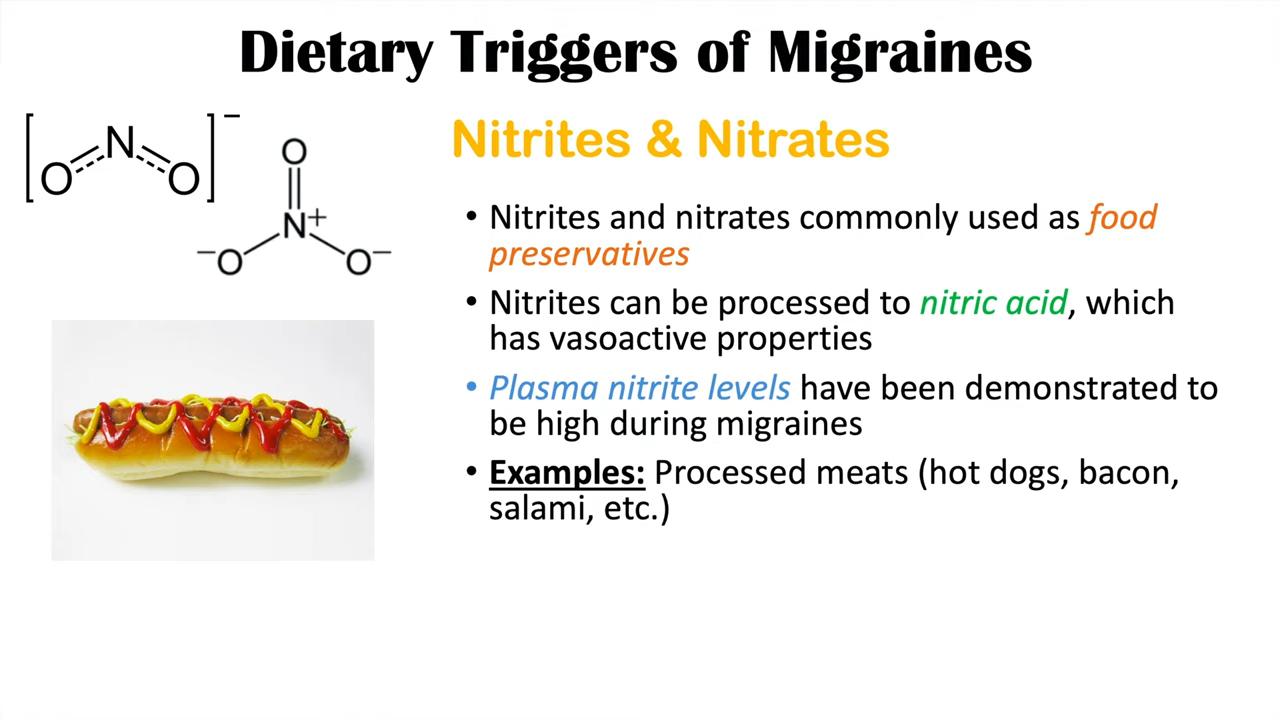 Dietary Triggers of Migraines
[O N O]−
O
N+
−O O−
Nitrites & Nitrates
• Nitrites and nitrates commonly used as food
preservatives
• Nitrites can be processed to nitric acid, which
has vasoactive properties
• Plasma nitrite levels have been demonstrated to
be high during migraines
• Examples: Processed meats (hot dogs, bacon,
salami, etc.)